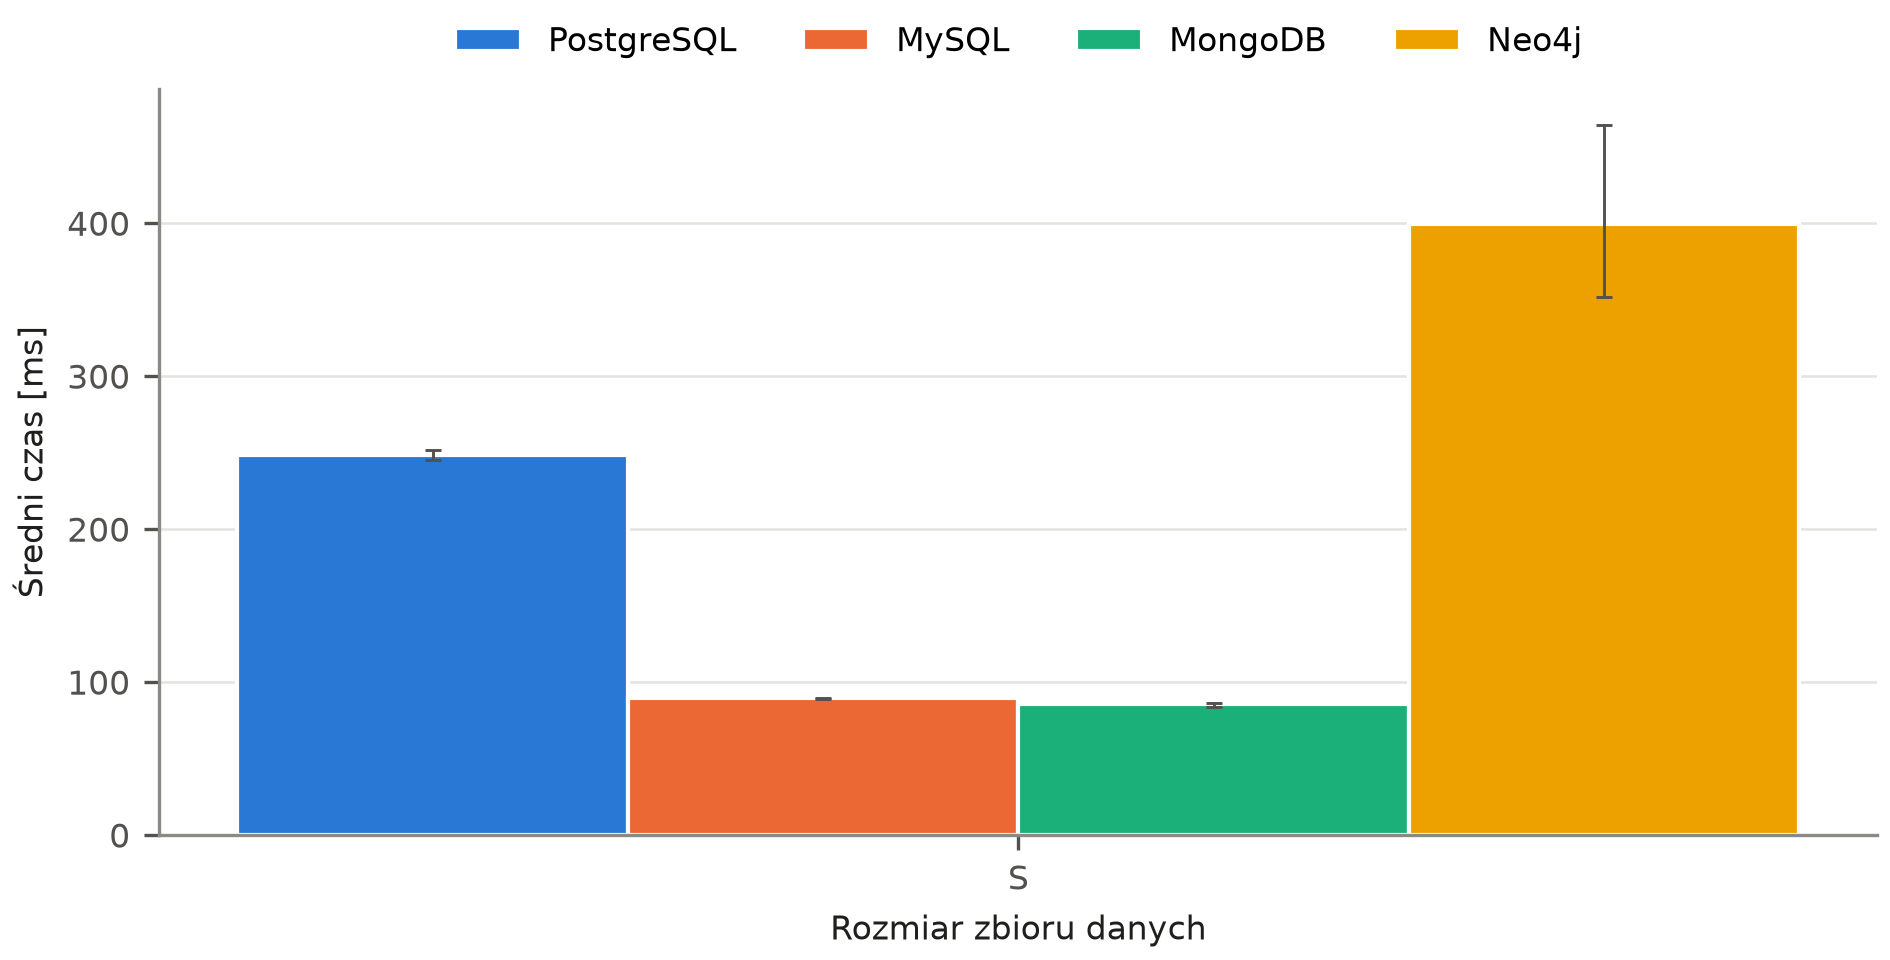 PostgreSQL MySQL MongoDB Neo4j
Średni czas [ms]
400
300
200
100
0
S
Rozmiar zbioru danych